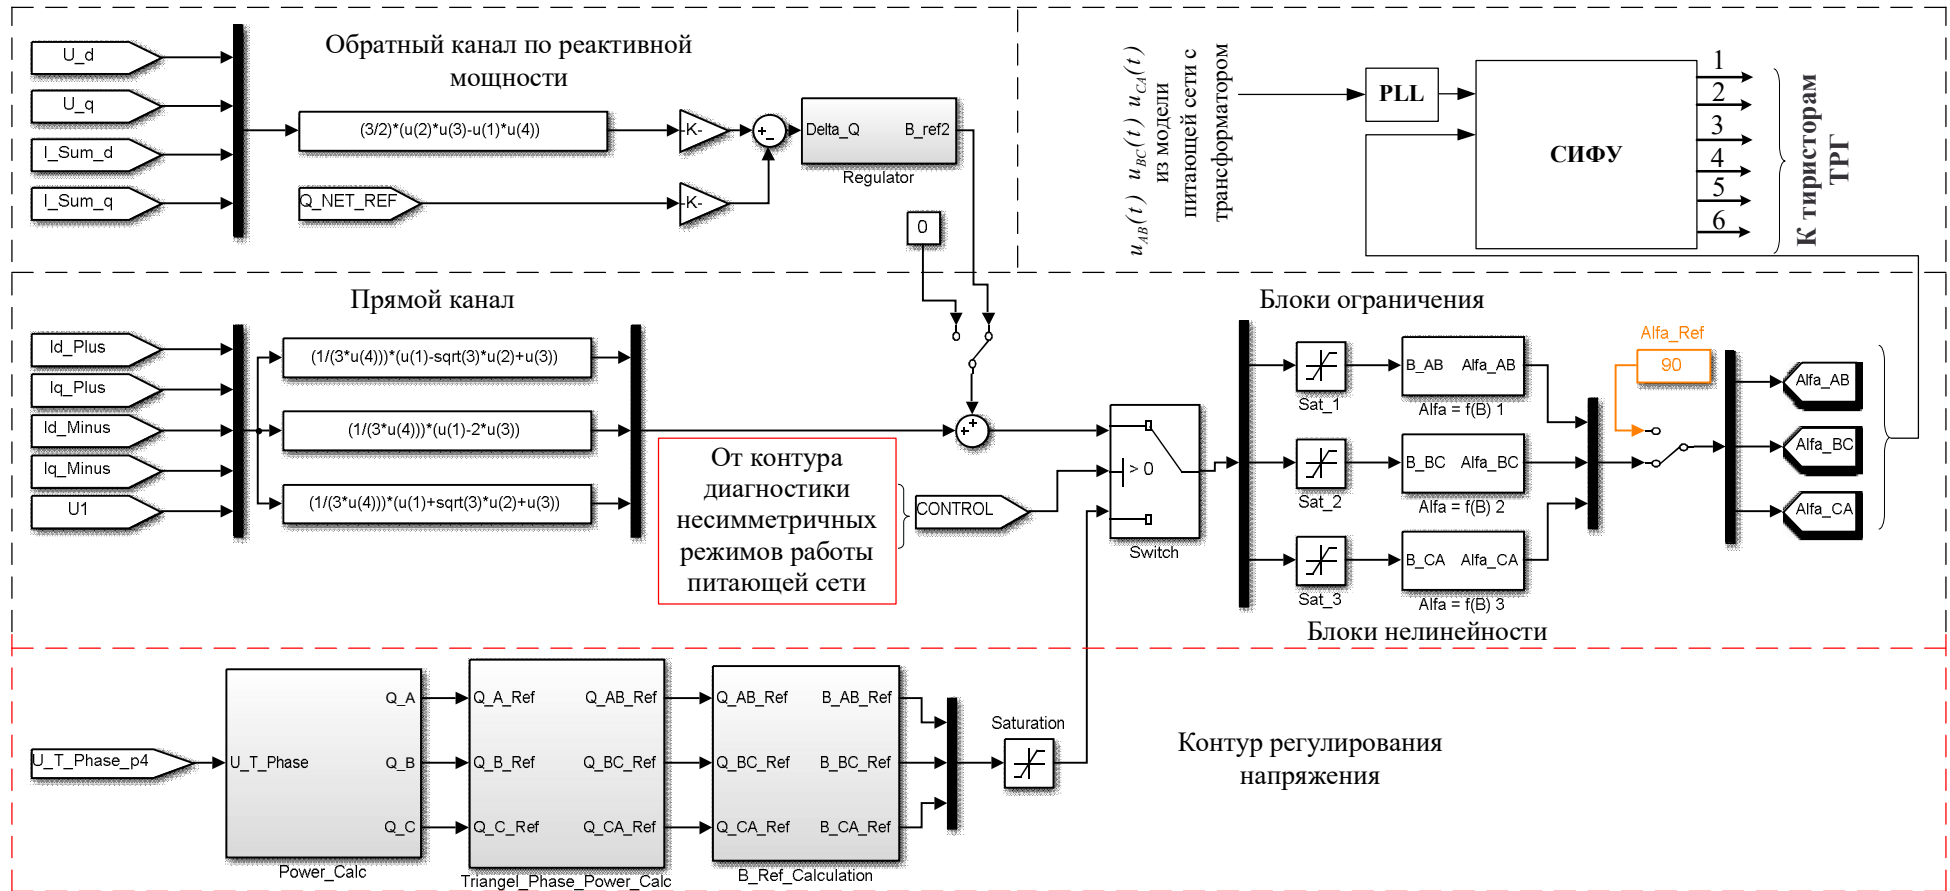 U_d
U_q
I_Sum_d
I_Sum_q
Обратный канал по реактивной
мощности
(3/2)*(u(2)*u(3)-u(1)*u(4))
-K-
Q_NET_REF
-K-
+
-
Delta_Q
B_ref2
Regulator
0
u_AB(t) u_BC(t) u_CA(t)
из модели
питающей сети с
трансформатором
PLL
СИФУ
1
2
3
4
5
6
К тиристорам
ТРГ
Прямой канал
Id_Plus
Iq_Plus
Id_Minus
Iq_Minus
U1
(1/(3*u(4)))*(u(1)-sqrt(3)*u(2)+u(3))
(1/(3*u(4)))*(u(1)-2*u(3))
(1/(3*u(4)))*(u(1)+sqrt(3)*u(2)+u(3))
От контура
диагностики
несимметричных
режимов работы
питающей сети
+
+
CONTROL
> 0
Switch
Блоки ограничения
Sat_1
Sat_2
Sat_3
B_AB
Alfa_AB
Alfa = f(B) 1
B_BC
Alfa_BC
Alfa = f(B) 2
B_CA
Alfa_CA
Alfa = f(B) 3
Блоки нелинейности
Alfa_Ref
90
Alfa_AB
Alfa_BC
Alfa_CA
U_T_Phase_p4
U_T_Phase
Q_A
Q_B
Q_C
Power_Calc
Q_A_Ref
Q_AB_Ref
Q_B_Ref
Q_BC_Ref
Q_C_Ref
Q_CA_Ref
Triangel_Phase_Power_Calc
Q_AB_Ref
B_AB_Ref
Q_BC_Ref
B_BC_Ref
Q_CA_Ref
B_CA_Ref
B_Ref_Calculation
Saturation
Контур регулирования
напряжения